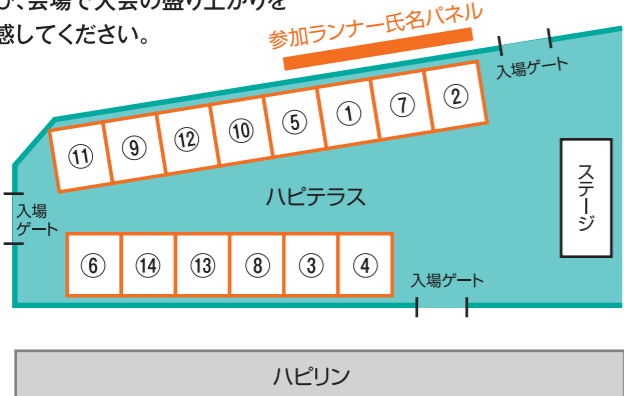 会場で大会の盛り上がりを
感してください。
参加ランナー氏名パネル
入場ゲート
⑪ ⑨ ⑫ ⑩ ⑤ ① ⑦ ②
ハピテラス
ステージ
入場
ゲート
⑥ ⑭ ⑬ ⑧ ③ ④
入場ゲート
ハピリン